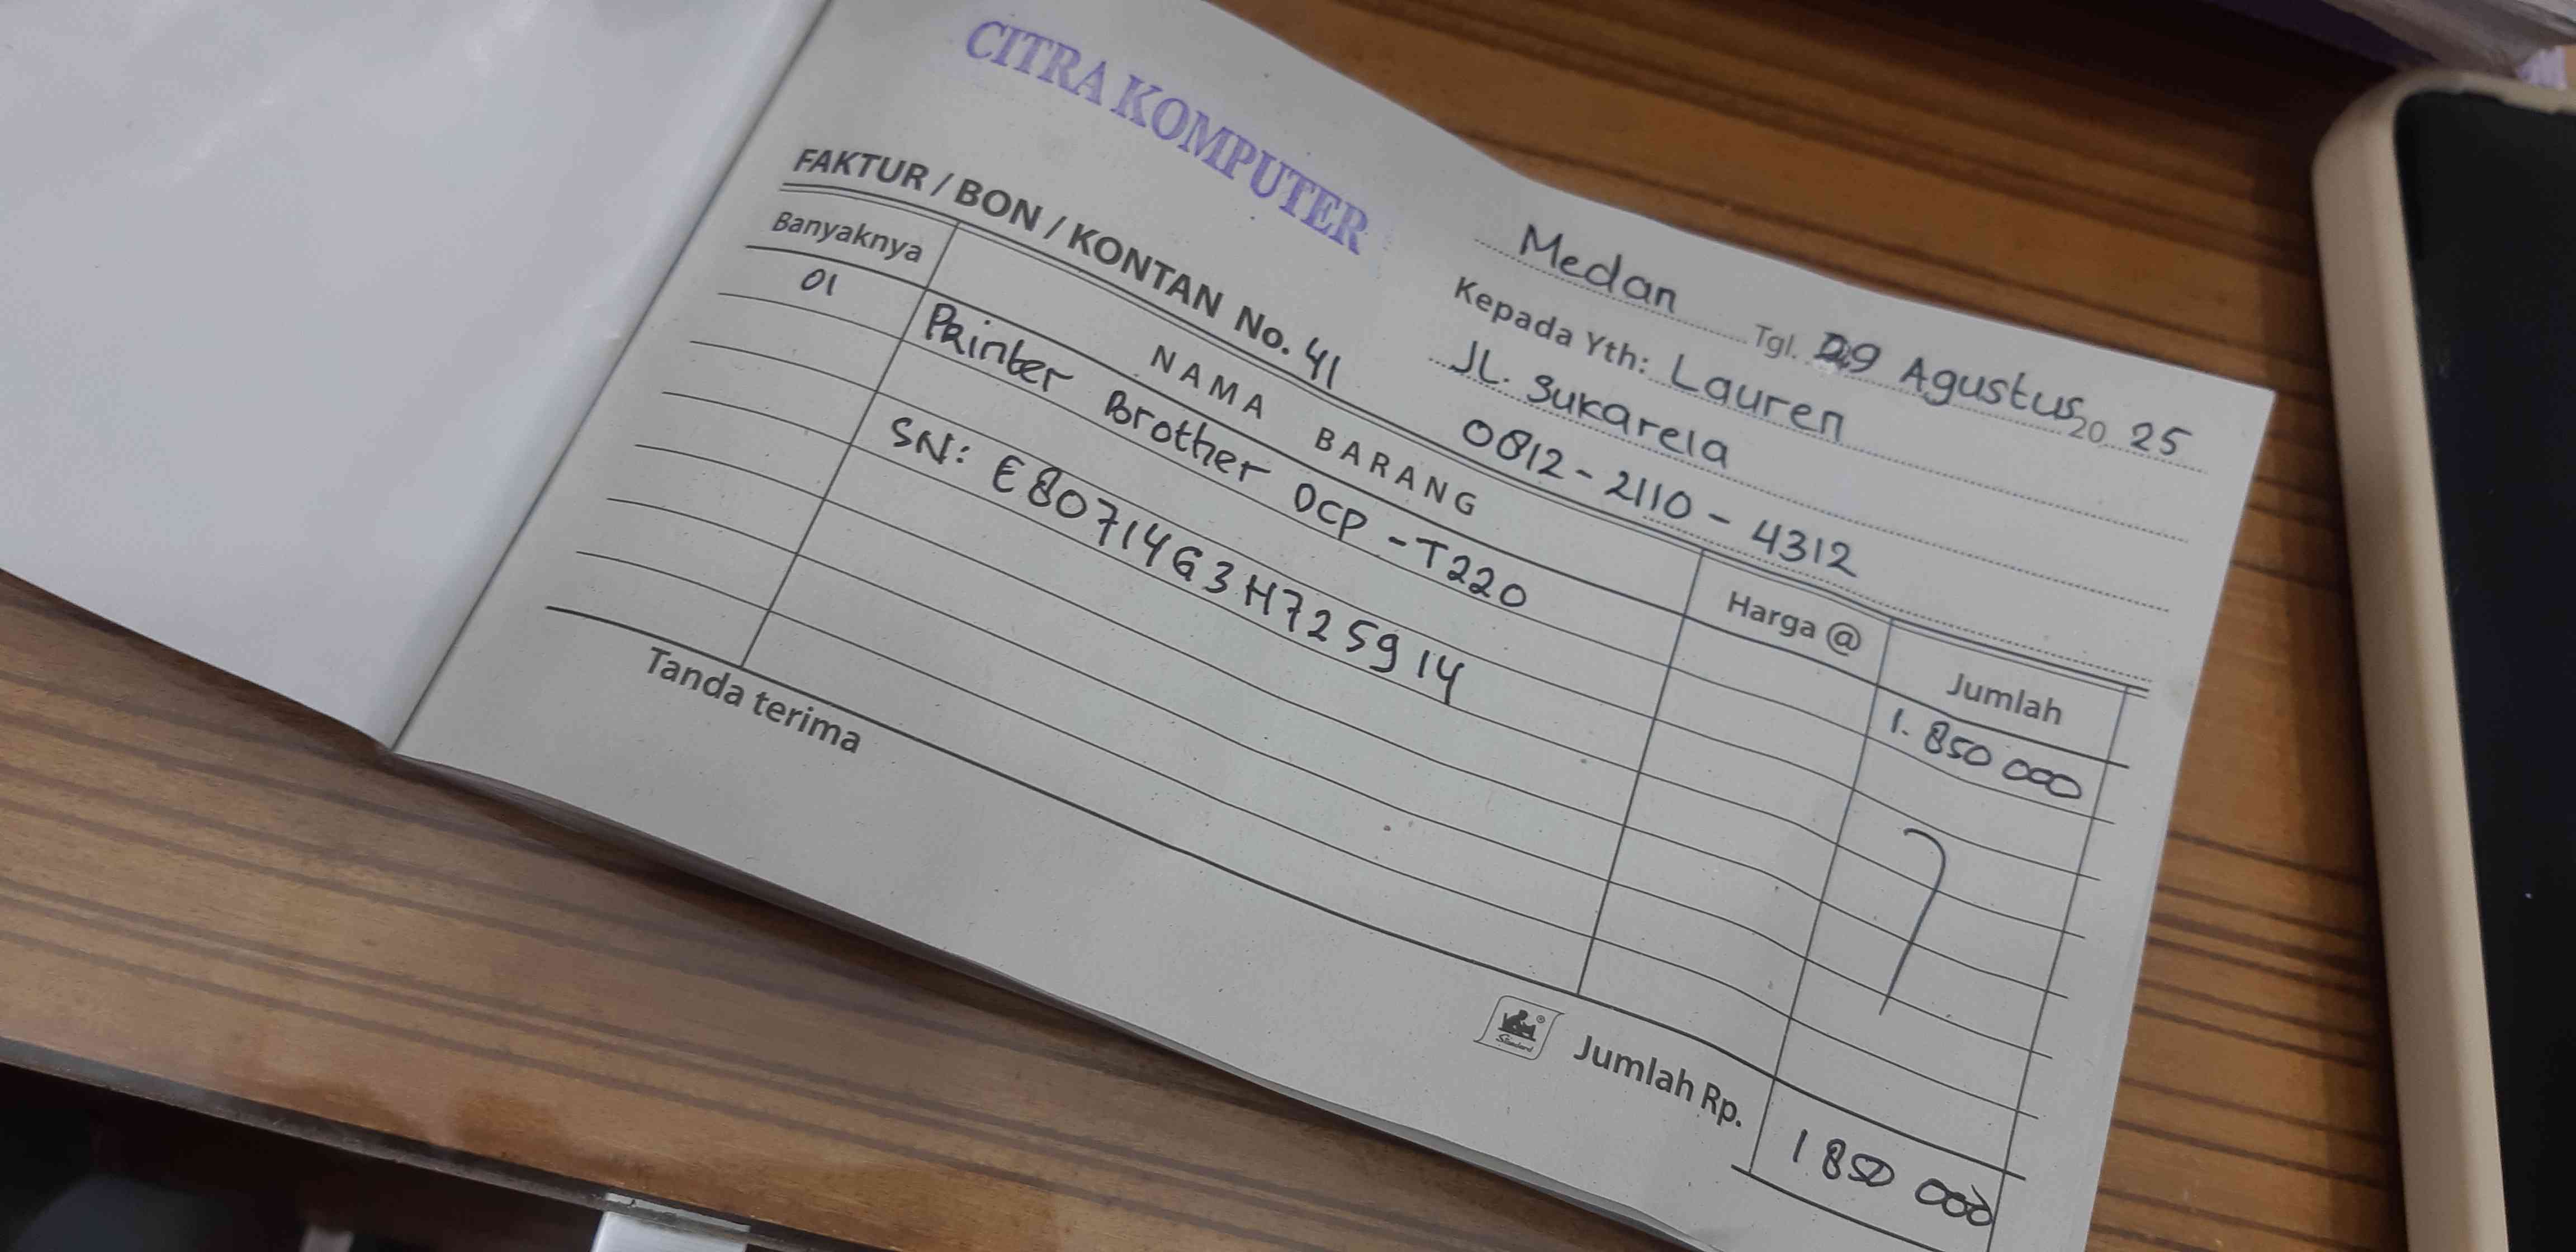 CITRA KOMPUTER
Medan Tgl. 29 Agustus 20 25
Kepada Yth: Lauren
JL. Sukarela
0812-2110-4312
FAKTUR / BON / KONTAN No. 41
Banyaknya NAMA BARANG Harga @ Jumlah
01 Printer Brother DCP-T220 1.850 000
SN: E80714G3H725914
Tanda terima
Standard
Jumlah Rp. 1 850 000